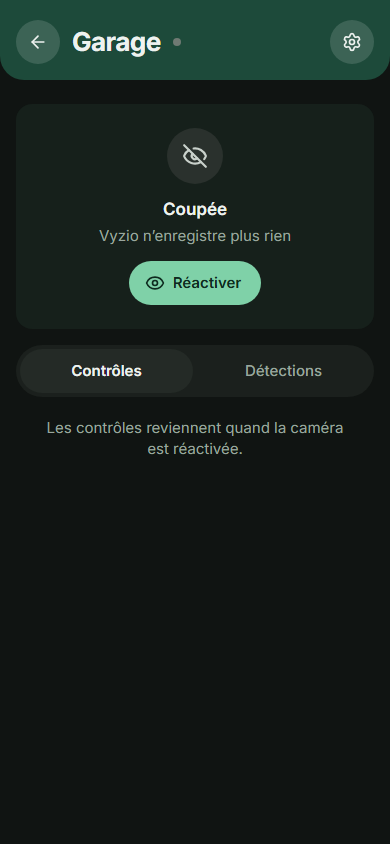 Garage
Coupée
Vyzio n’enregistre plus rien
Réactiver
Contrôles
Détections
Les contrôles reviennent quand la caméra
est réactivée.